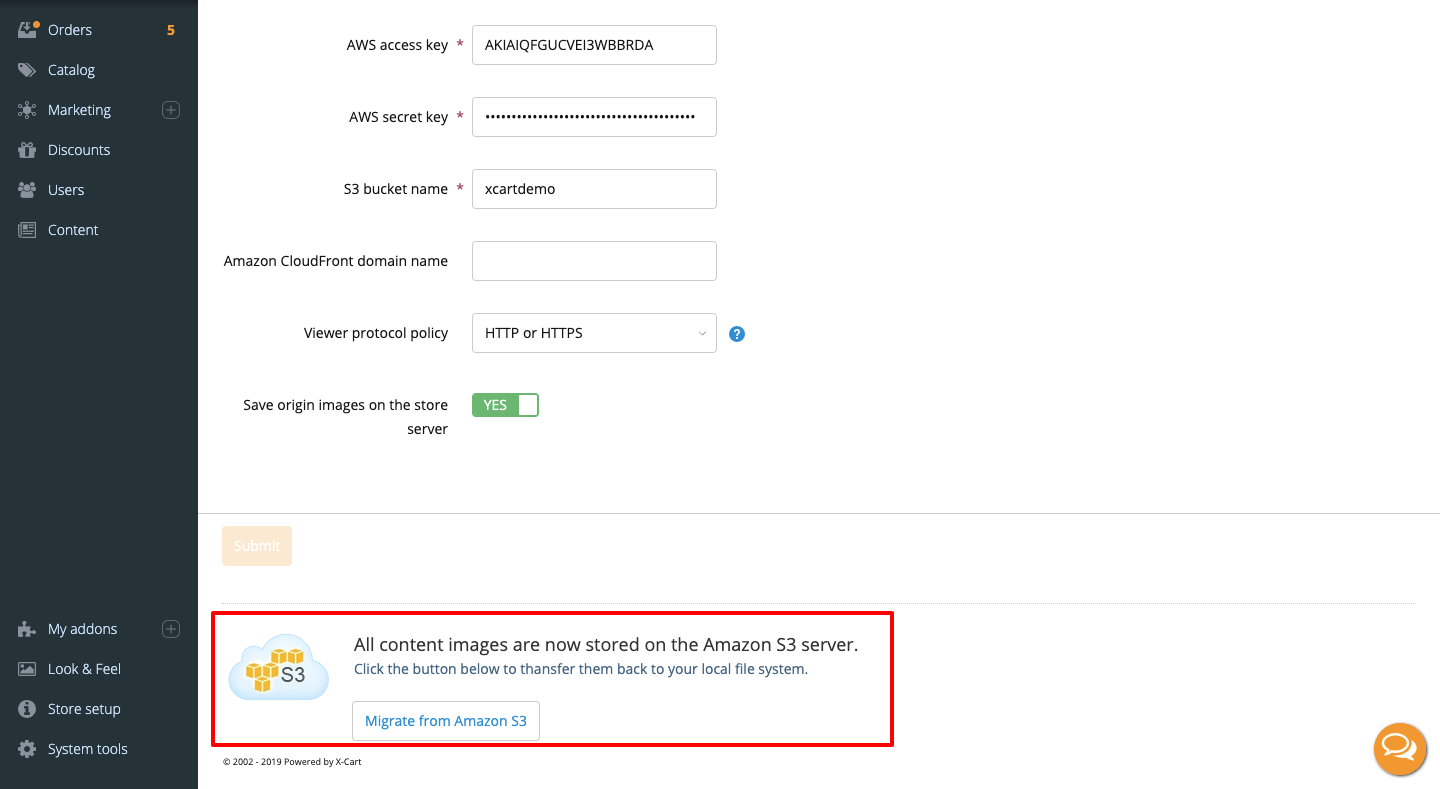 Orders 5
Catalog
Marketing
Discounts
Users
Content
My addons
Look & Feel
Store setup
System tools
AWS access key * AKIAIQFGUCVEI3WBBRDA
AWS secret key * ••••••••••••••••••••••••••••••••••••••••
S3 bucket name * xcartdemo
Amazon CloudFront domain name
Viewer protocol policy HTTP or HTTPS ?
Save origin images on the store YES
server
Submit
S3
All content images are now stored on the Amazon S3 server.
Click the button below to thansfer them back to your local file system.
Migrate from Amazon S3
© 2002 - 2019 Powered by X-Cart